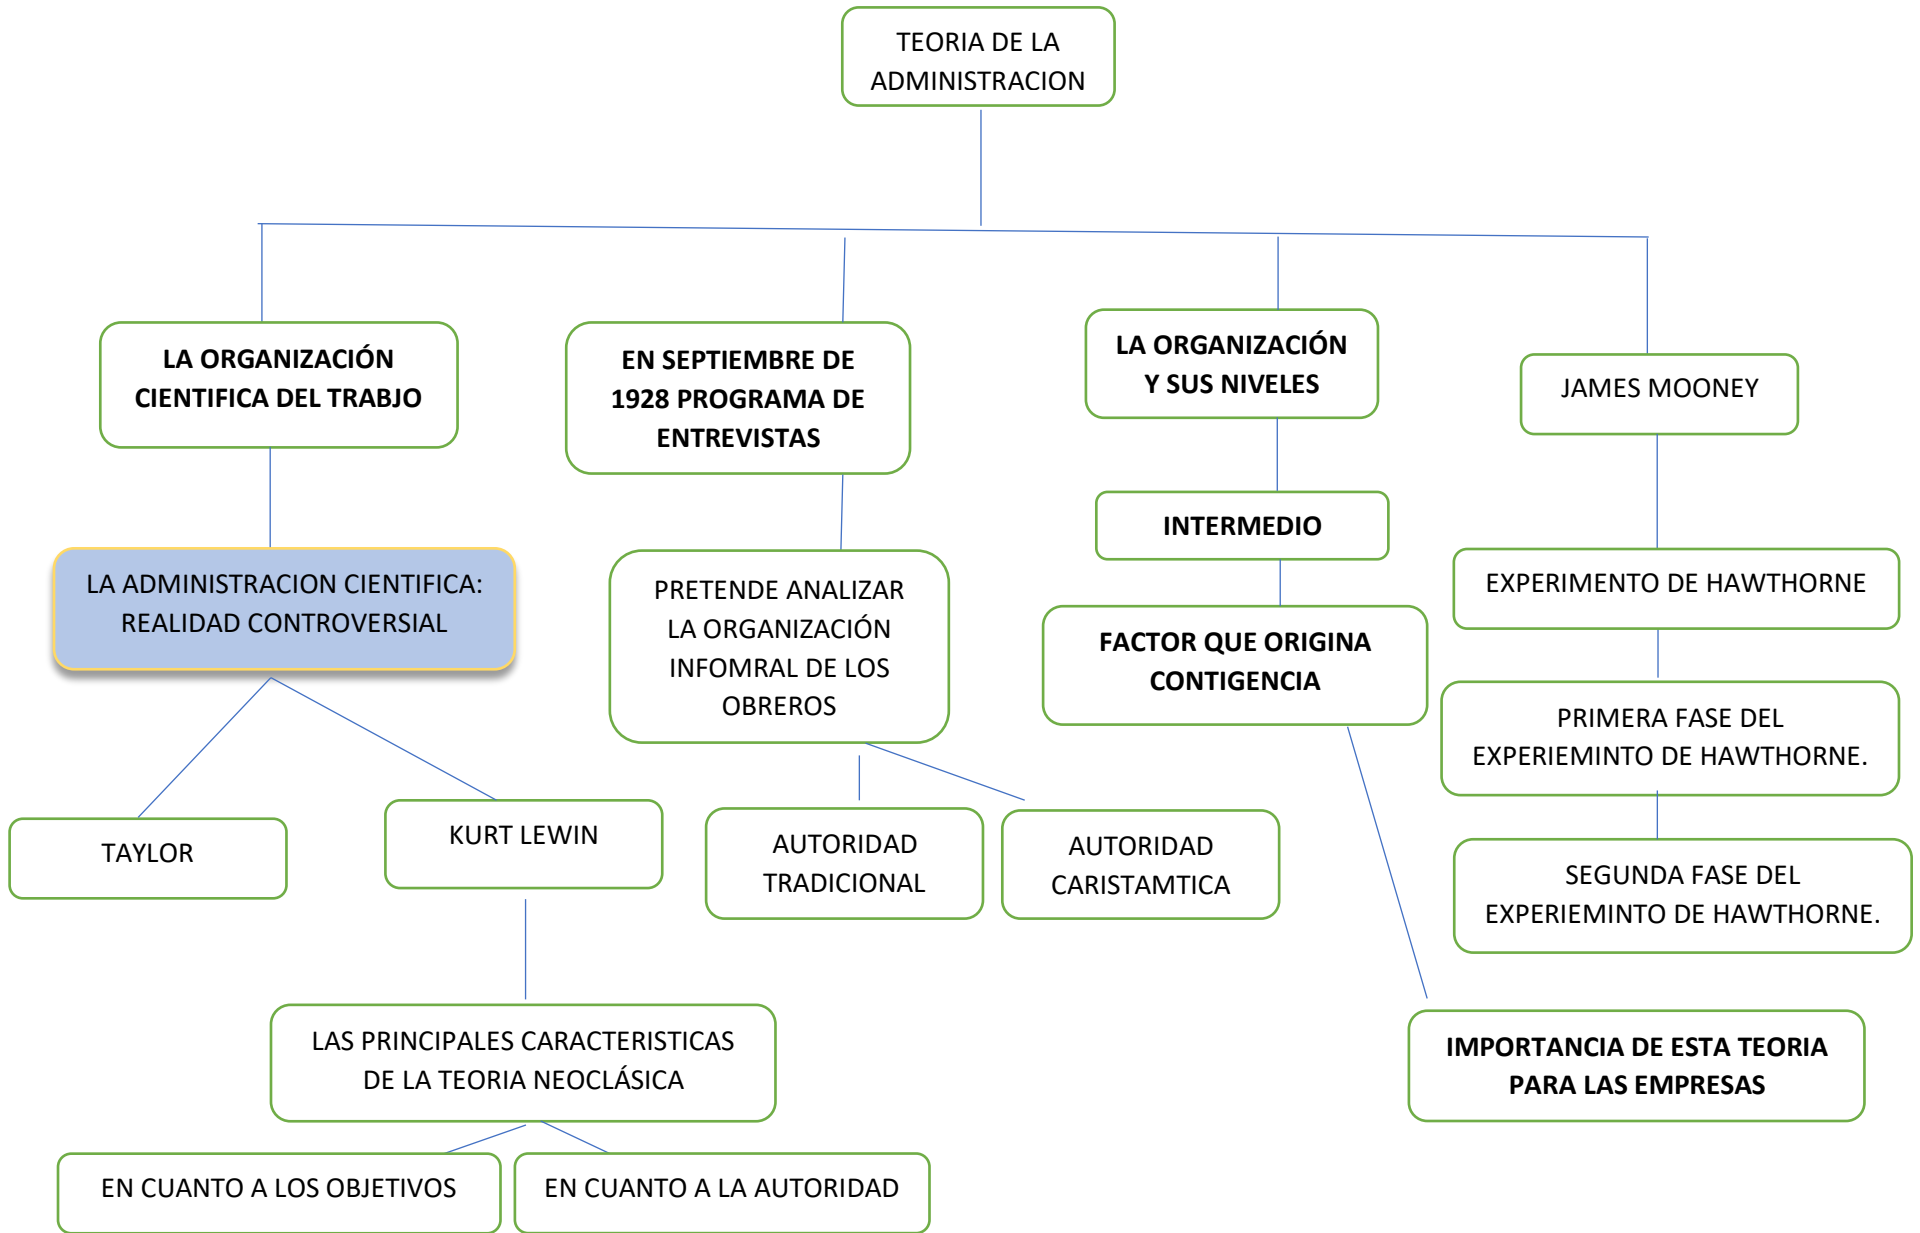 TEORIA DE LA
ADMINISTRACION
LA ORGANIZACIÓN
CIENTIFICA DEL TRABJO
EN SEPTIEMBRE DE
1928 PROGRAMA DE
ENTREVISTAS
LA ORGANIZACIÓN
Y SUS NIVELES
JAMES MOONEY
LA ADMINISTRACION CIENTIFICA:
REALIDAD CONTROVERSIAL
PRETENDE ANALIZAR
LA ORGANIZACIÓN
INFOMRAL DE LOS
OBREROS
INTERMEDIO
FACTOR QUE ORIGINA
CONTIGENCIA
EXPERIMENTO DE HAWTHORNE
PRIMERA FASE DEL
EXPERIEMINTO DE HAWTHORNE.
TAYLOR
KURT LEWIN
AUTORIDAD
TRADICIONAL
AUTORIDAD
CARISTAMTICA
SEGUNDA FASE DEL
EXPERIEMINTO DE HAWTHORNE.
LAS PRINCIPALES CARACTERISTICAS
DE LA TEORIA NEOCLÁSICA
IMPORTANCIA DE ESTA TEORIA
PARA LAS EMPRESAS
EN CUANTO A LOS OBJETIVOS
EN CUANTO A LA AUTORIDAD